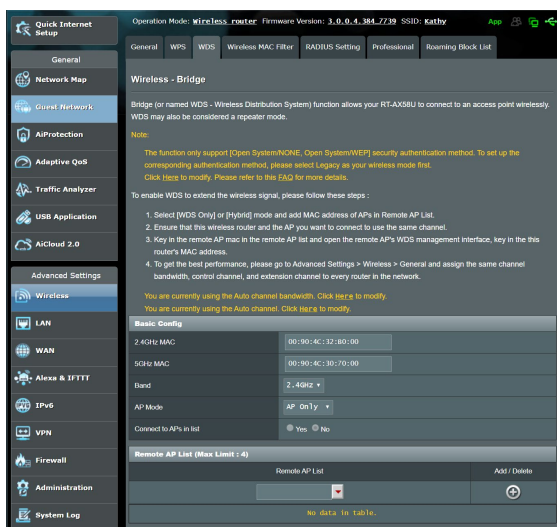 Quick Internet
Setup
General
Network Map
Guest Network
AiProtection
Adaptive QoS
Traffic Analyzer
USB Application
AiCloud 2.0
Advanced Settings
Wireless
LAN
WAN
Alexa & IFTTT
IPv6
VPN
Firewall
Administration
System Log
Operation Mode: Wireless router Firmware Version: 3.0.0.4.384_7739 SSID: Kathy
App
General WPS WDS Wireless MAC Filter RADIUS Setting Professional Roaming Block List
Wireless - Bridge
Bridge (or named WDS - Wireless Distribution System) function allows your RT-AX58U to connect to an access point wirelessly.
WDS may also be considered a repeater mode.
Note:
The function only support [Open System/NONE, Open System/WEP] security authentication method. To set up the
corresponding authentication method, please select Legacy as your wireless mode first.
Click Here to modify. Please refer to this FAQ for more details.
To enable WDS to extend the wireless signal, please follow these steps :
1. Select [WDS Only] or [Hybrid] mode and add MAC address of APs in Remote AP List.
2. Ensure that this wireless router and the AP you want to connect to use the same channel.
3. Key in the remote AP mac in the remote AP list and open the remote AP's WDS management interface, key in the this
router's MAC address.
4. To get the best performance, please go to Advanced Settings > Wireless > General and assign the same channel
bandwidth, control channel, and extension channel to every router in the network.
You are currently using the Auto channel bandwidth. Click Here to modify.
You are currently using the Auto channel. Click Here to modify.
Basic Config
2.4GHz MAC 00:90:4C:32:B0:00
5GHz MAC 00:90:4C:30:70:00
Band 2.4GHz
AP Mode AP Only
Connect to APs in list Yes No
Remote AP List (Max Limit : 4)
Remote AP List Add / Delete
No data in table.